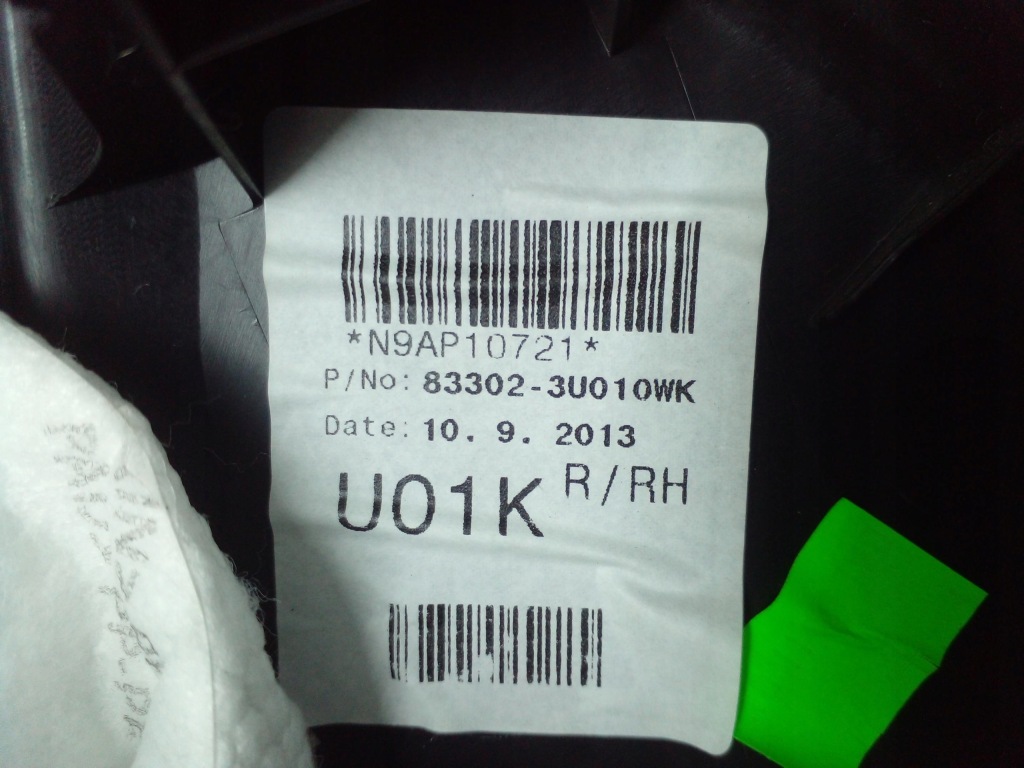 *N9AP10721*
P/No: 83302-3U010WK
Date: 10. 9. 2013
U01K R/RH